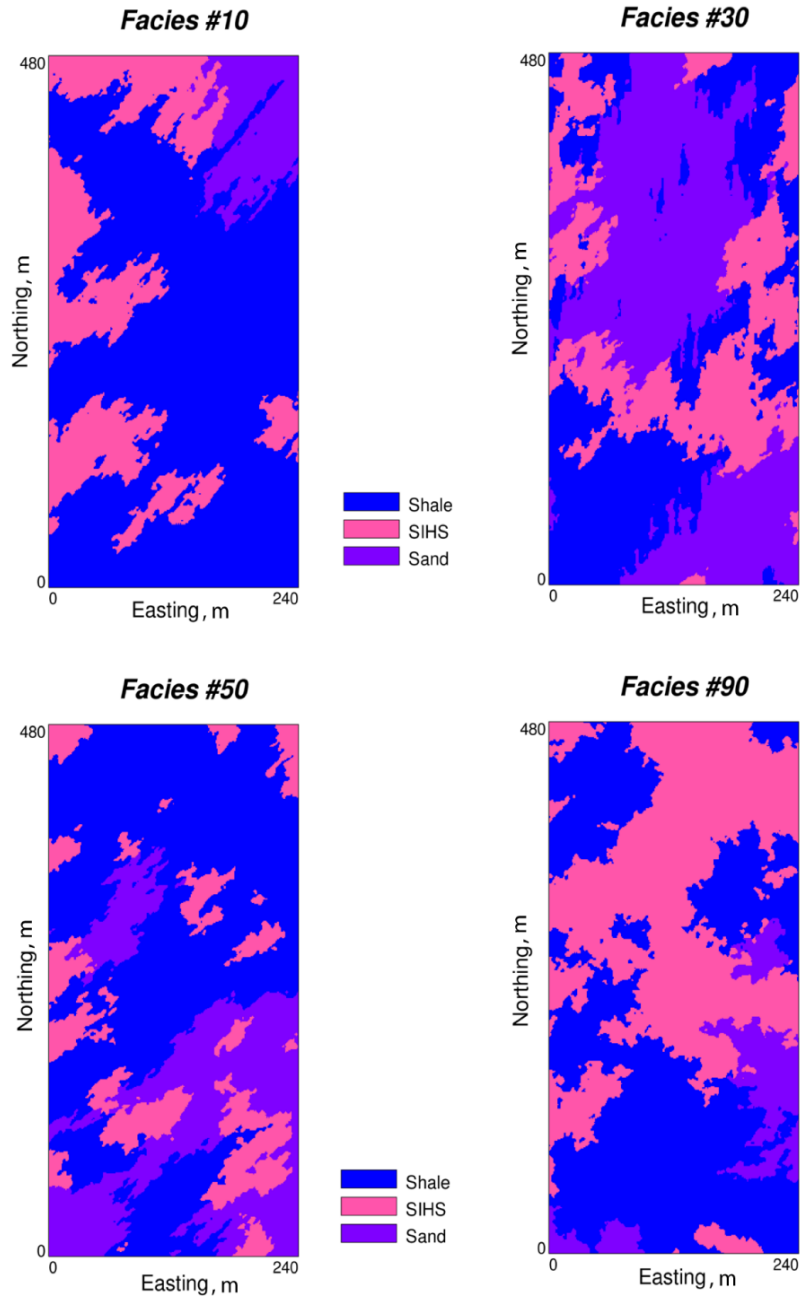 Facies #10
480
Northing, m
0
0
240
Easting, m
Facies #30
480
Northing, m
0
0
240
Easting, m
Shale
SIHS
Sand
Facies #50
480
Northing, m
0
0
240
Easting, m
Facies #90
480
Northing, m
0
0
240
Easting, m
Shale
SIHS
Sand